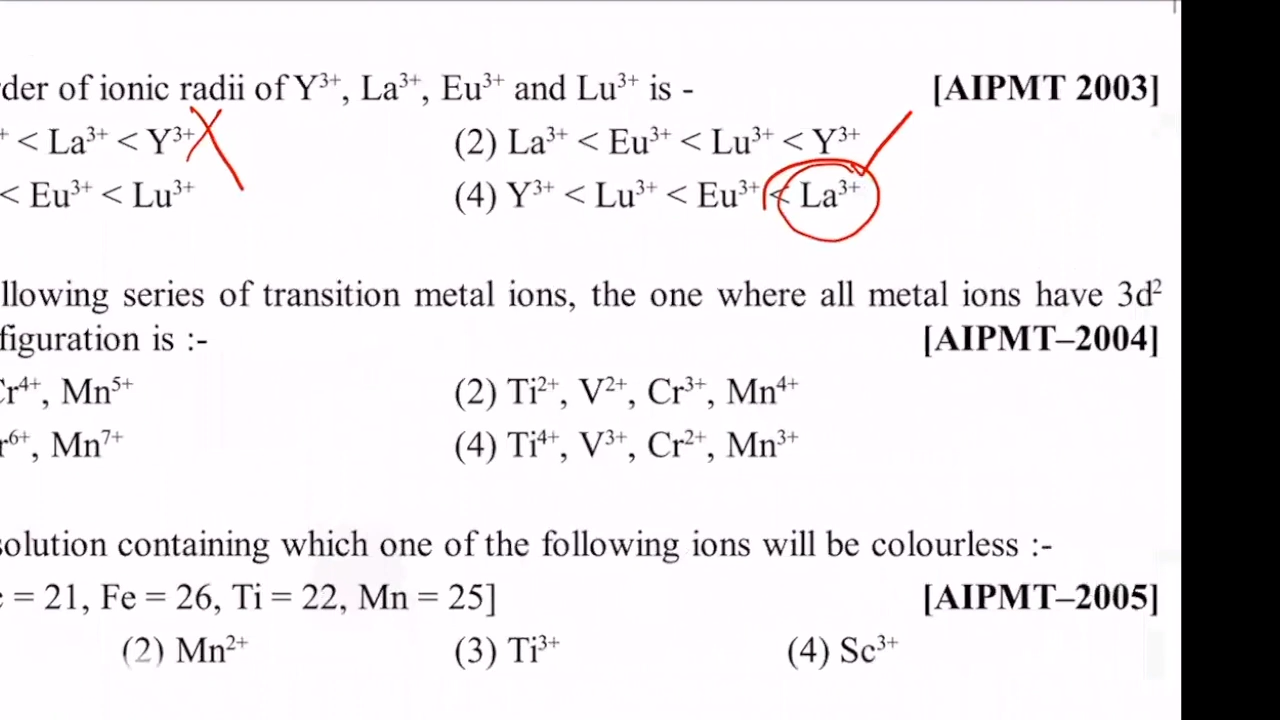 rder of ionic radii of Y³⁺, La³⁺, Eu³⁺ and Lu³⁺ is - [AIPMT 2003]
⁺ < La³⁺ < Y³⁺ (2) La³⁺ < Eu³⁺ < Lu³⁺ < Y³⁺
< Eu³⁺ < Lu³⁺ (4) Y³⁺ < Lu³⁺ < Eu³⁺ < La³⁺
llowing series of transition metal ions, the one where all metal ions have 3d²
figuration is :- [AIPMT–2004]
Cr⁴⁺, Mn⁵⁺ (2) Ti²⁺, V²⁺, Cr³⁺, Mn⁴⁺
r⁶⁺, Mn⁷⁺ (4) Ti⁴⁺, V³⁺, Cr²⁺, Mn³⁺
solution containing which one of the following ions will be colourless :-
c = 21, Fe = 26, Ti = 22, Mn = 25] [AIPMT–2005]
(2) Mn²⁺ (3) Ti³⁺ (4) Sc³⁺